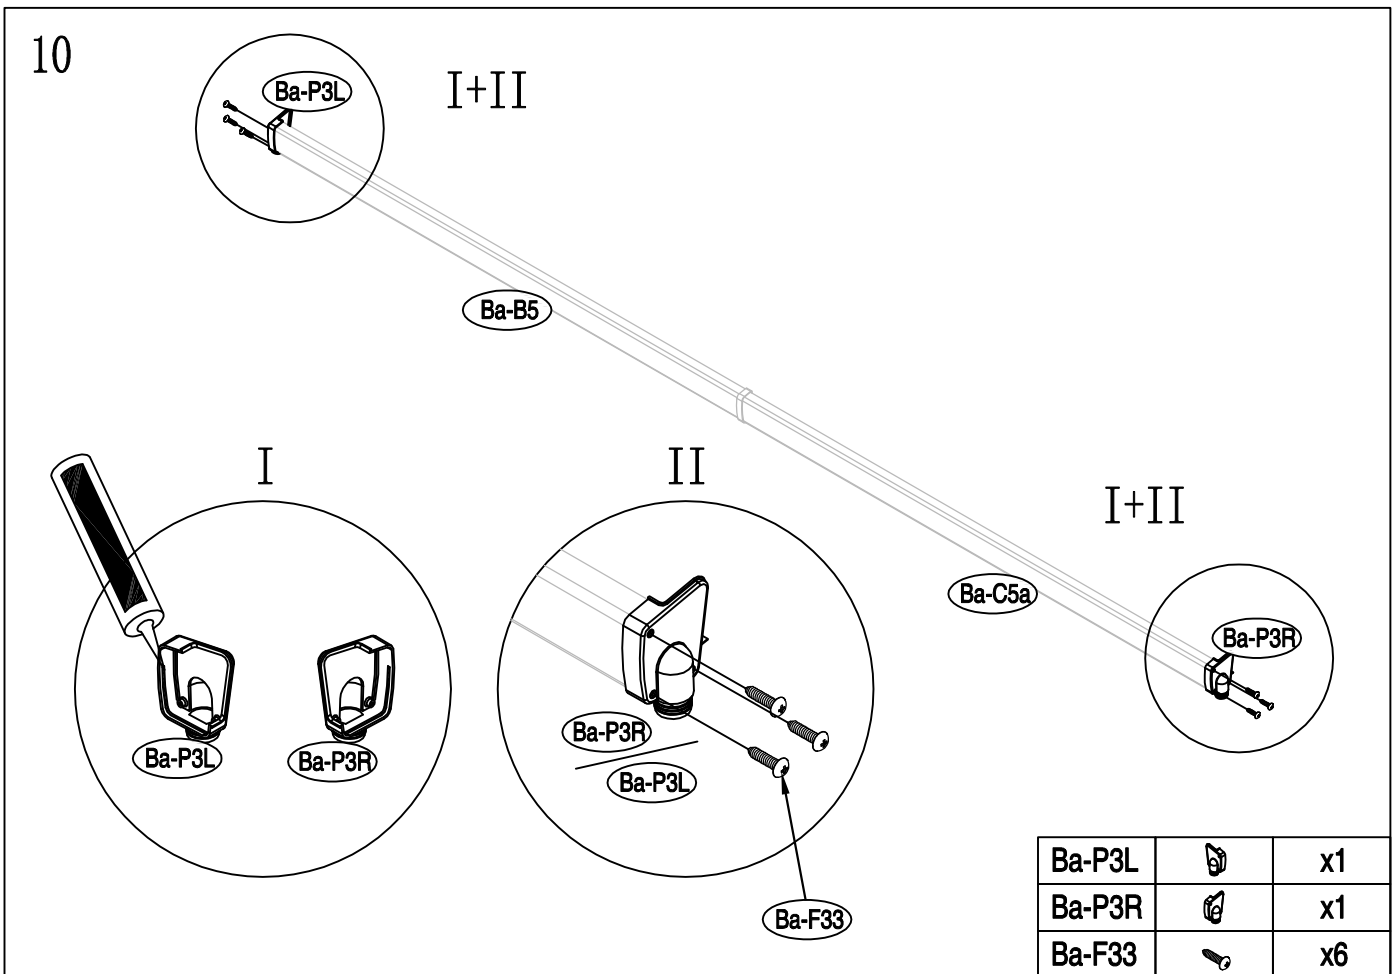 10
Ba-P3L
I+II
Ba-B5
I
II
I+II
Ba-C5a
Ba-P3R
Ba-P3L
Ba-P3R
Ba-P3R
Ba-P3L
Ba-F33
Ba-P3L x1
Ba-P3R x1
Ba-F33 x6